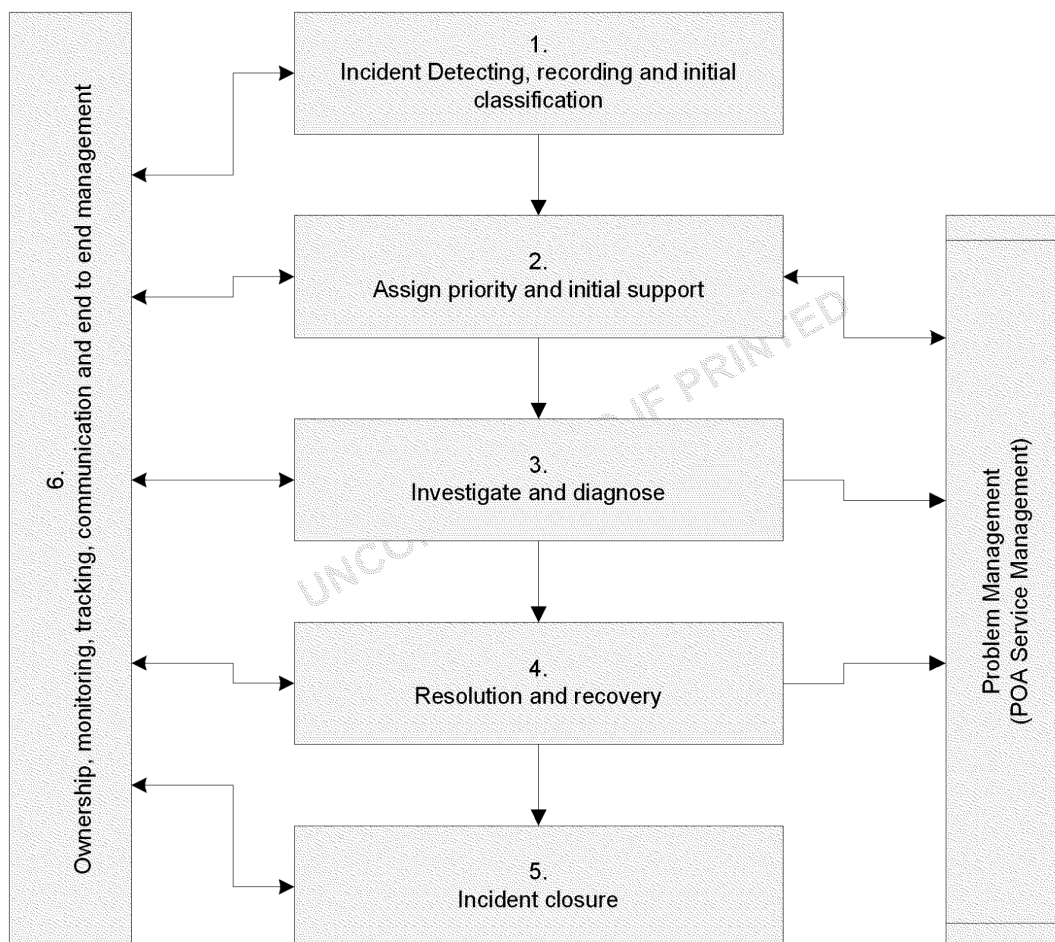 1.
Incident Detecting, recording and initial
classification
2.
Assign priority and initial support
3.
Investigate and diagnose
4.
Resolution and recovery
5.
Incident closure
6.
Ownership, monitoring, tracking, communication and end to end management
Problem Management
(POA Service Management)
IF PRINTED